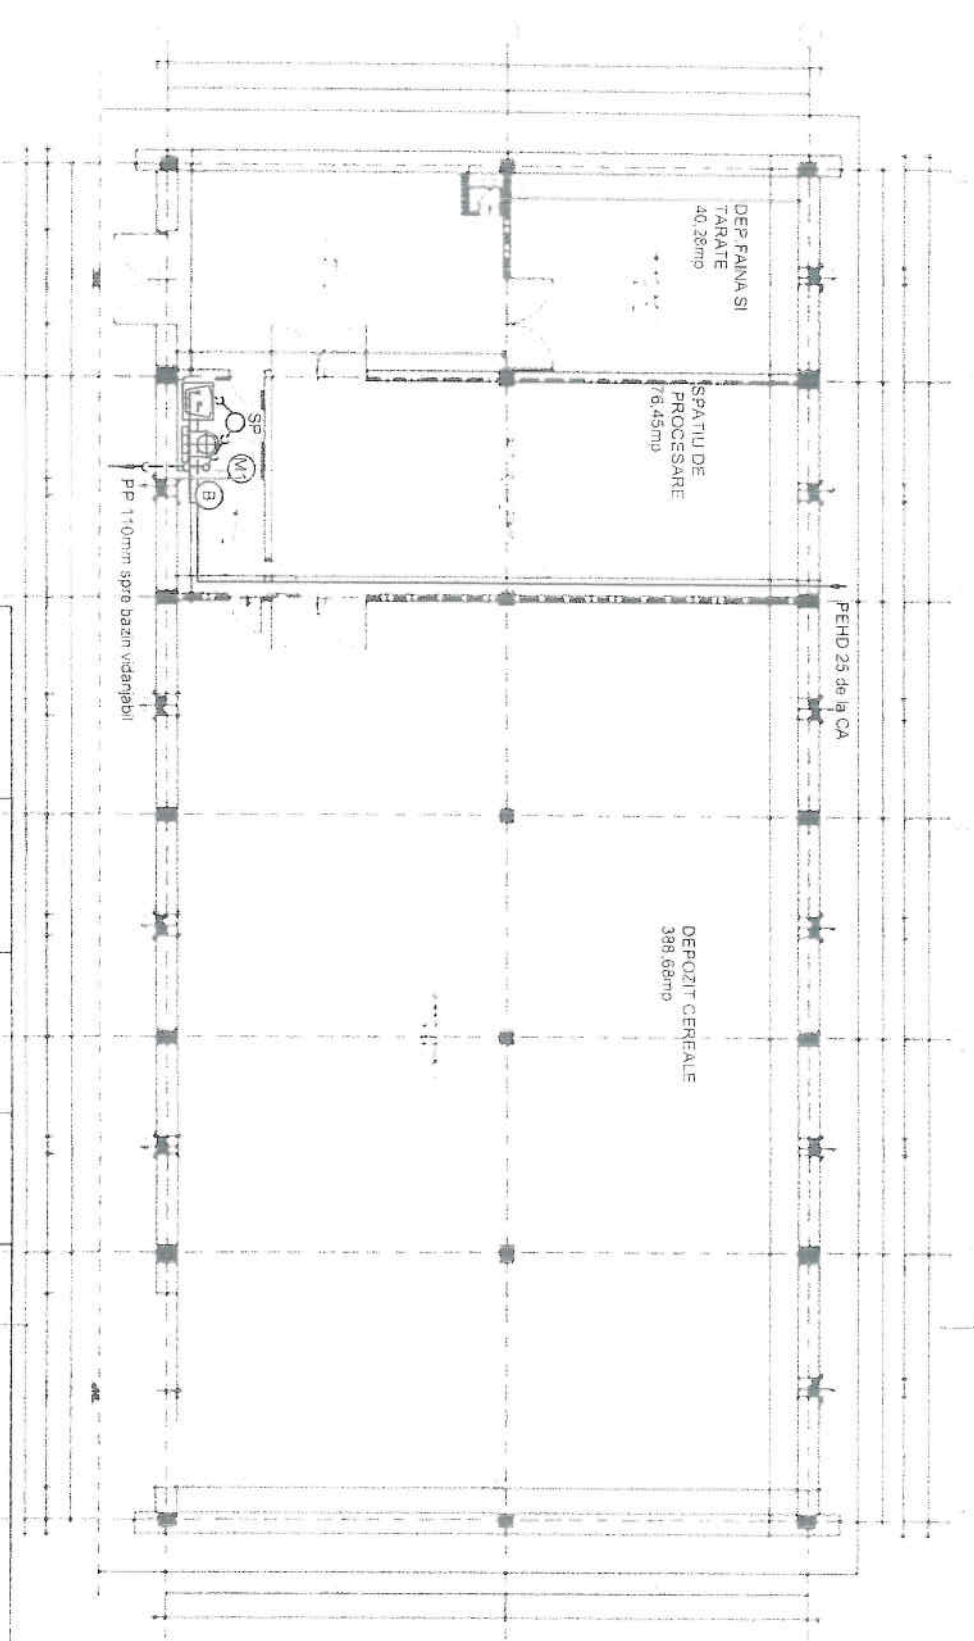 DEP.FAINA SI
TARATE
40,28mp
SPATIU DE
PROCESARE
76,45mp
SP
M1
B
PP 110mm spre bazin vidanjabil
PEHD 25 de la CA
DEPOZIT CEREALE
388,68mp